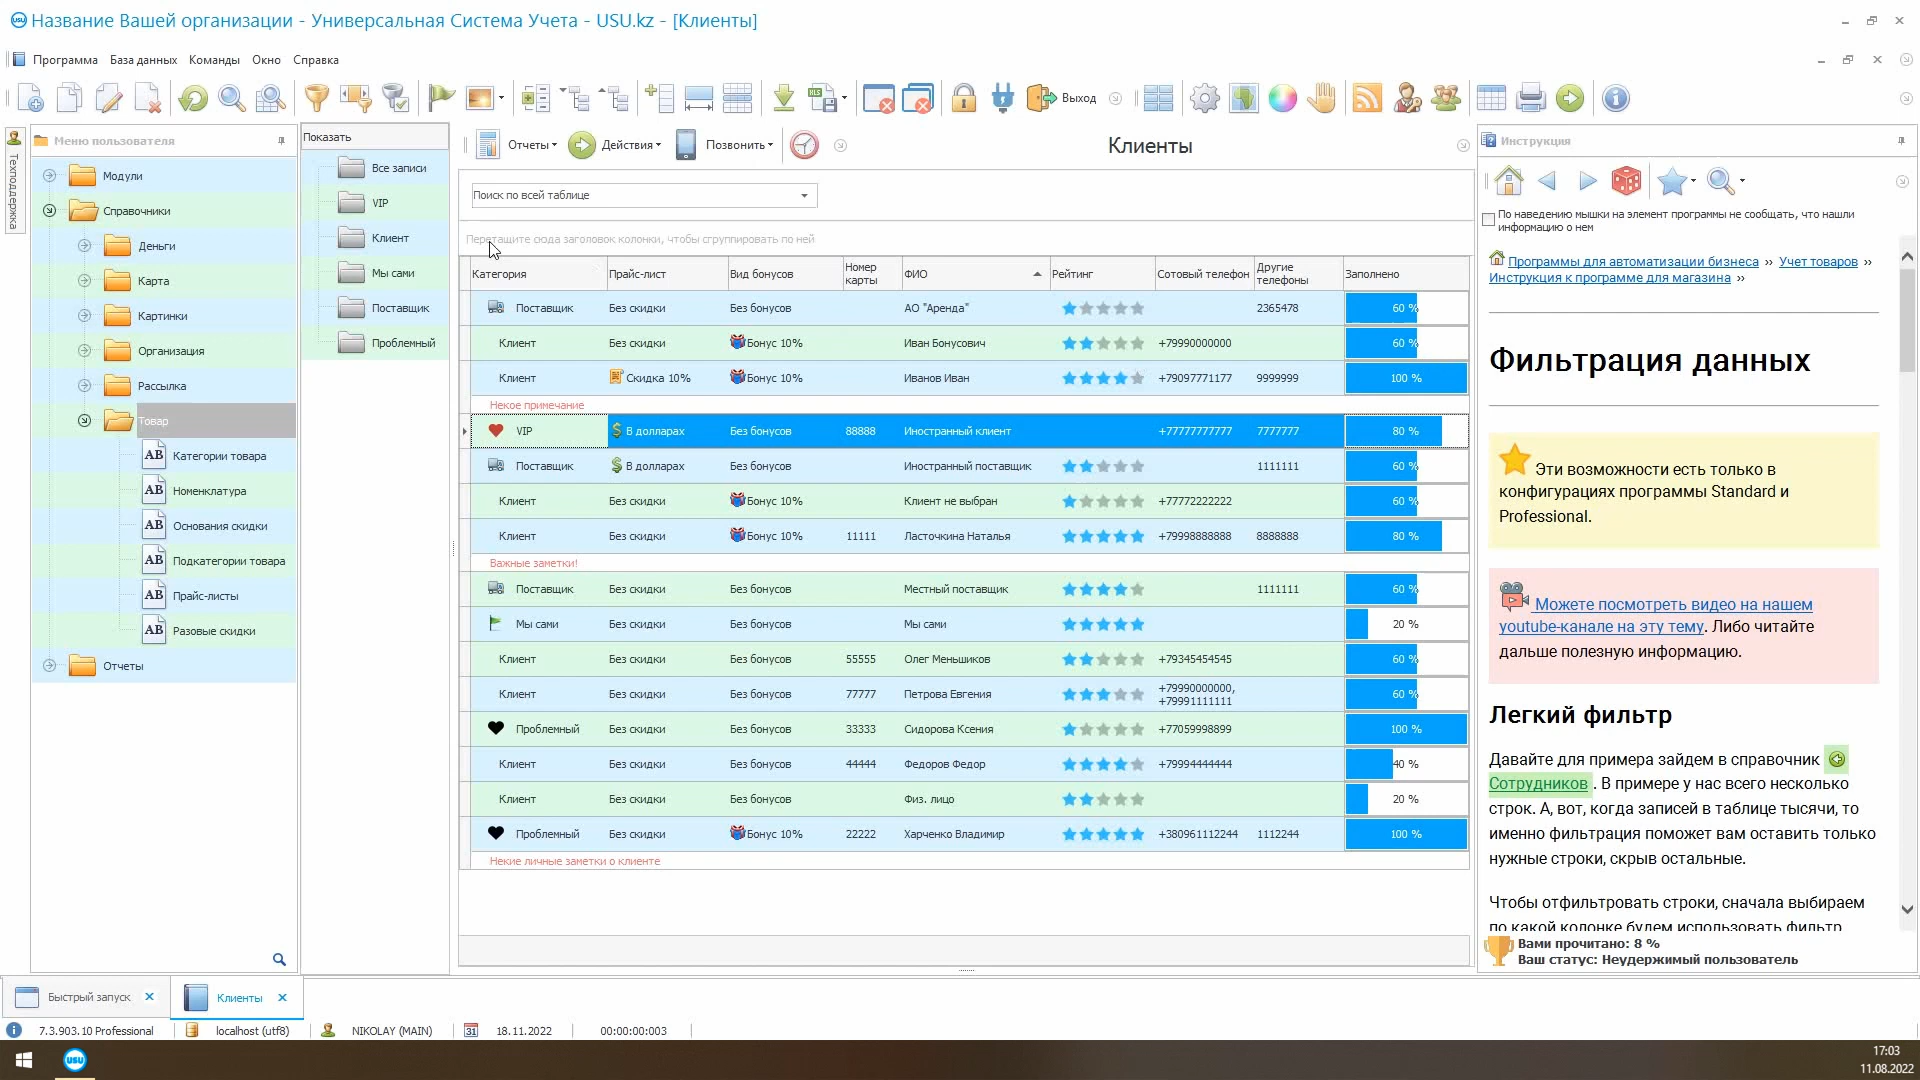 Название Вашей организации - Универсальная Система Учета - USU.kz - [Клиенты]
Программа База данных Команды Окно Справка
Выход
Техподдержка
Меню пользователя
Модули
Справочники
Деньги
Карта
Картинки
Организация
Рассылка
Товар
AB Категории товара
AB Номенклатура
AB Основания скидки
AB Подкатегории товара
AB Прайс-листы
AB Разовые скидки
Отчеты
Показать
Все записи
VIP
Клиент
Мы сами
Поставщик
Проблемный
Отчеты Действия Позвонить
Клиенты
Поиск по всей таблице
Перетащите сюда заголовок колонки, чтобы сгруппировать по ней
Категория Прайс-лист Вид бонусов Номер карты ФИО Рейтинг Сотовый телефон Другие телефоны Заполнено
Поставщик Без скидки Без бонусов АО "Аренда" 2365478 60 %
Клиент Без скидки Бонус 10% Иван Бонусович +79990000000 60 %
Клиент Скидка 10% Бонус 10% Иванов Иван +79097771177 9999999 100 %
Некое примечание
VIP В долларах Без бонусов 88888 Иностранный клиент +77777777777 7777777 80 %
Поставщик В долларах Без бонусов Иностранный поставщик 1111111 60 %
Клиент Без скидки Бонус 10% Клиент не выбран +77772222222 60 %
Клиент Без скидки Бонус 10% 11111 Ласточкина Наталья +79998888888 8888888 80 %
Важные заметки!
Поставщик Без скидки Без бонусов Местный поставщик 1111111 60 %
Мы сами Без скидки Без бонусов Мы сами 20 %
Клиент Без скидки Без бонусов 55555 Олег Меньшиков +79345454545 60 %
Клиент Без скидки Без бонусов 77777 Петрова Евгения +79990000000, +79991111111 60 %
Проблемный Без скидки Без бонусов 33333 Сидорова Ксения +77059998899 100 %
Клиент Без скидки Без бонусов 44444 Федоров Федор +79994444444 40 %
Клиент Без скидки Без бонусов Физ. лицо 20 %
Проблемный Без скидки Бонус 10% 22222 Харченко Владимир +380961112244 1112244 100 %
Некие личные заметки о клиенте
Инструкция
По наведению мышки на элемент программы не сообщать, что нашли
информацию о нем
Программы для автоматизации бизнеса ›› Учет товаров ››
Инструкция к программе для магазина ››
Фильтрация данных
Эти возможности есть только в
конфигурациях программы Standard и
Professional.
Можете посмотреть видео на нашем
youtube-канале на эту тему. Либо читайте
дальше полезную информацию.
Легкий фильтр
Давайте для примера зайдем в справочник
Сотрудников . В примере у нас всего несколько
строк. А, вот, когда записей в таблице тысячи, то
именно фильтрация поможет вам оставить только
нужные строки, скрыв остальные.
Чтобы отфильтровать строки, сначала выбираем
по какой колонке будем использовать фильтр
Вами прочитано: 8 %
Ваш статус: Неудержимый пользователь
Быстрый запуск Клиенты
7.3.903.10 Professional localhost (utf8) NIKOLAY (MAIN) 31 18.11.2022 00:00:00:003
USU
17:03
11.08.2022